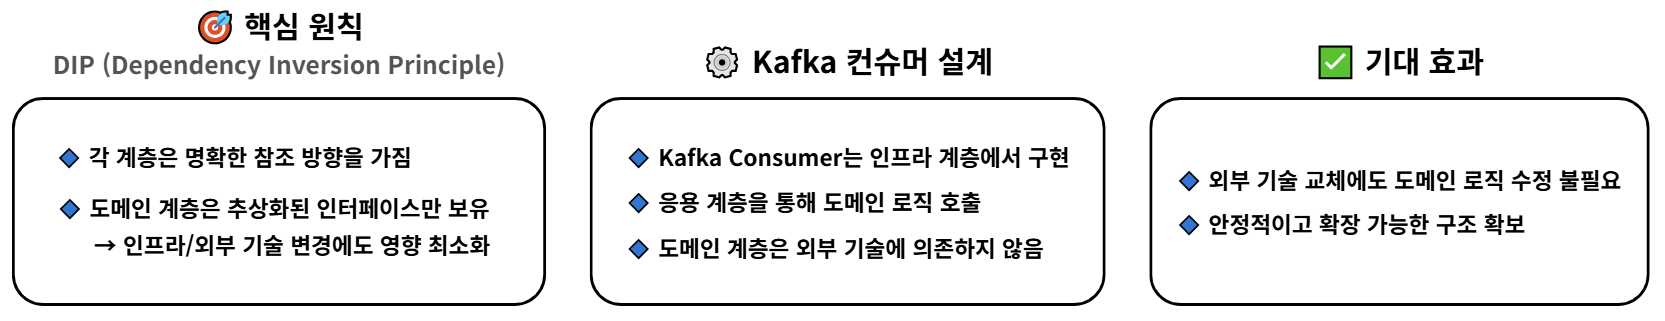 핵심 원칙
DIP (Dependency Inversion Principle)
각 계층은 명확한 참조 방향을 가짐
도메인 계층은 추상화된 인터페이스만 보유
→ 인프라/외부 기술 변경에도 영향 최소화
Kafka 컨슈머 설계
Kafka Consumer는 인프라 계층에서 구현
응용 계층을 통해 도메인 로직 호출
도메인 계층은 외부 기술에 의존하지 않음
기대 효과
외부 기술 교체에도 도메인 로직 수정 불필요
안정적이고 확장 가능한 구조 확보